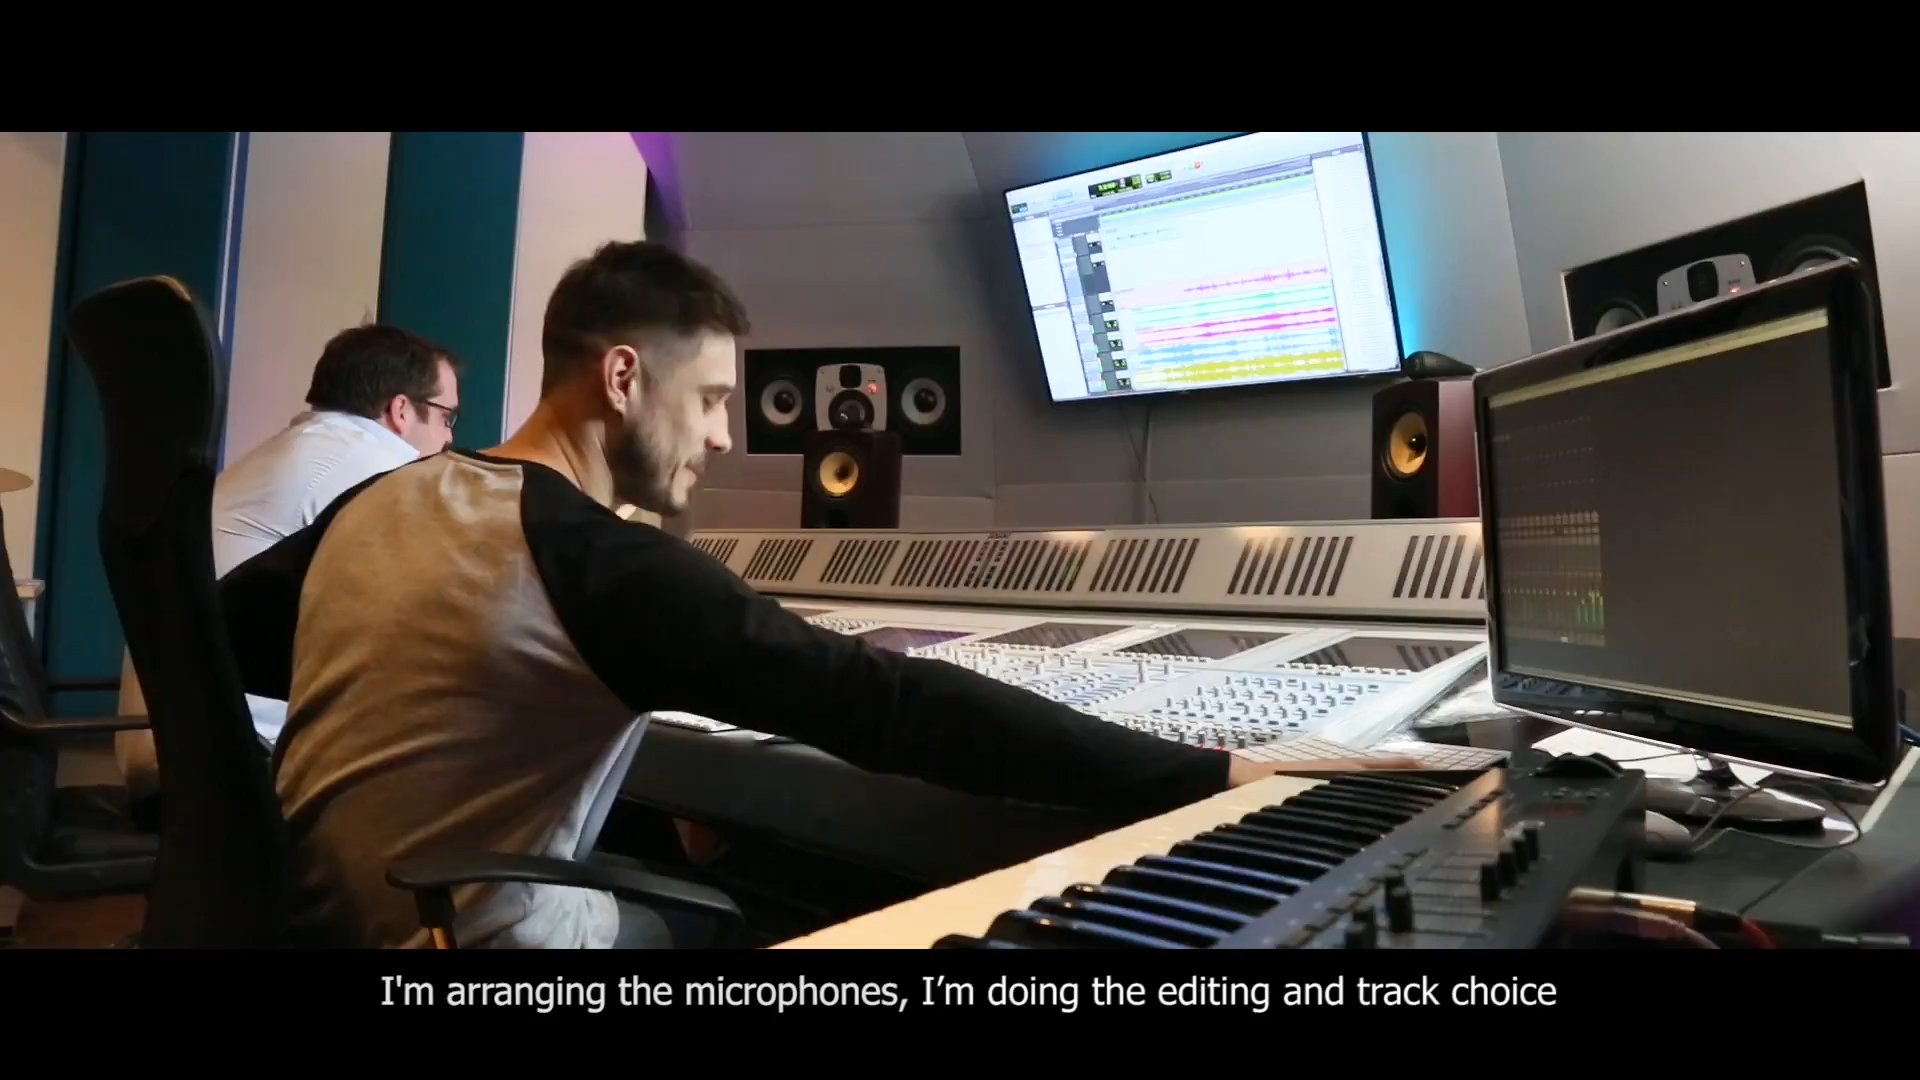 I'm arranging the microphones, I’m doing the editing and track choice